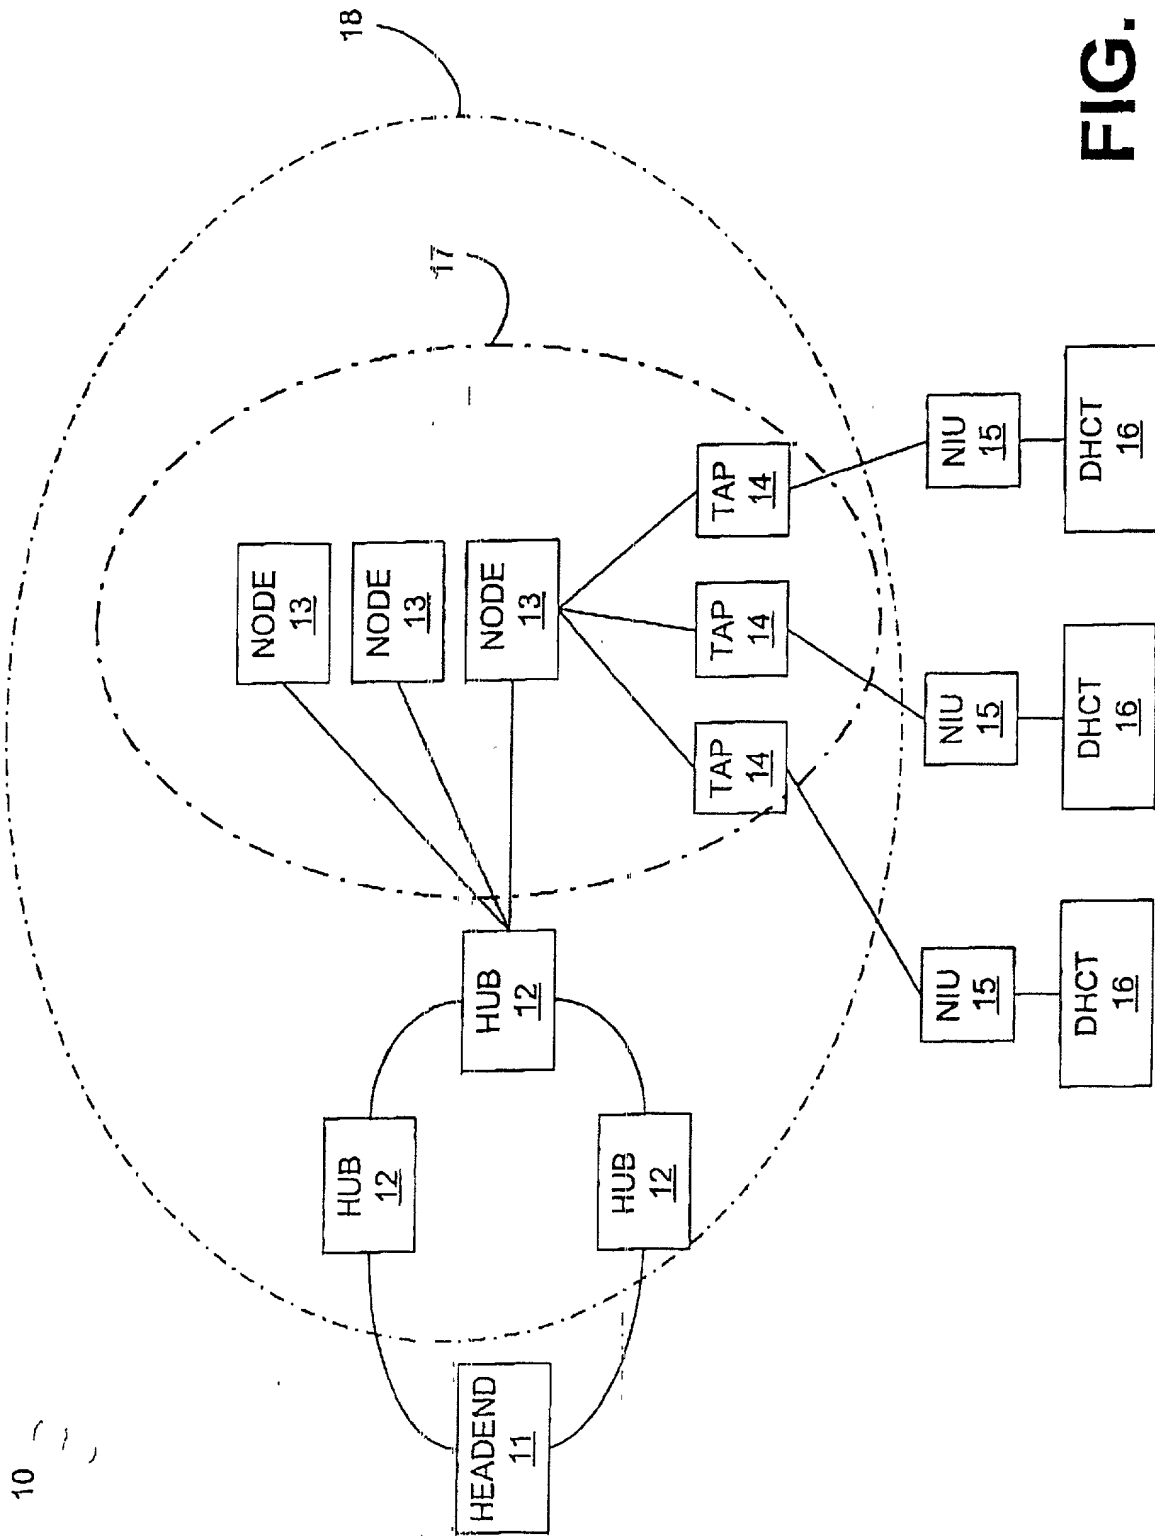 10
18
17
HEADEND
11
HUB
12
HUB
12
HUB
12
NODE
13
NODE
13
NODE
13
TAP
14
TAP
14
TAP
14
NIU
15
NIU
15
NIU
15
DHCT
16
DHCT
16
DHCT
16
FIG.